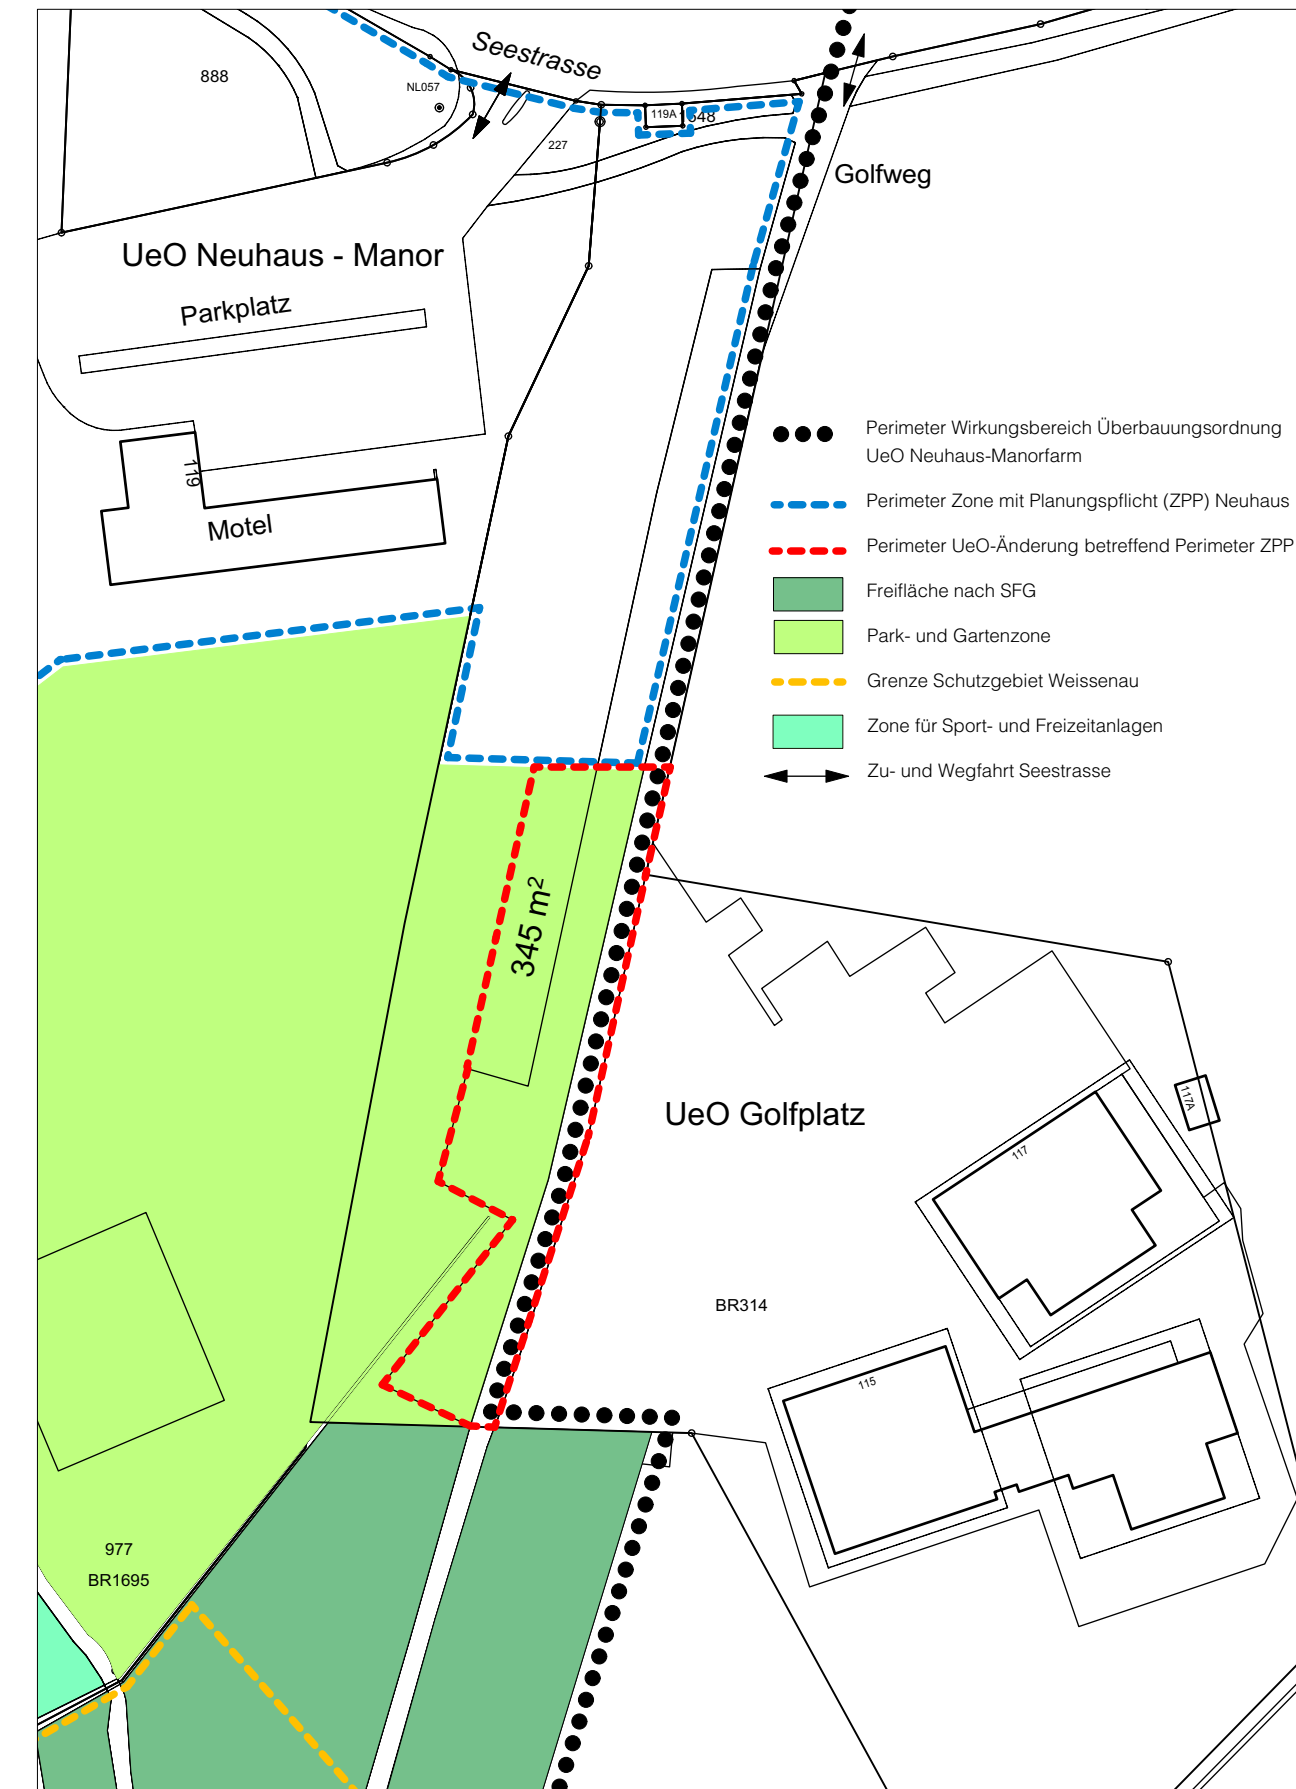 Seestrasse
888
NL057
119A
1648
227
Golfweg
UeO Neuhaus - Manor
Parkplatz
119
Motel
Perimeter Wirkungsbereich Überbauungsordnung
UeO Neuhaus-Manorfarm
Perimeter Zone mit Planungspflicht (ZPP) Neuhaus
Perimeter UeO-Änderung betreffend Perimeter ZPP
Freifläche nach SFG
Park- und Gartenzone
Grenze Schutzgebiet Weissenau
Zone für Sport- und Freizeitanlagen
Zu- und Wegfahrt Seestrasse
345 m²
UeO Golfplatz
117A
117
BR314
115
977
BR1695